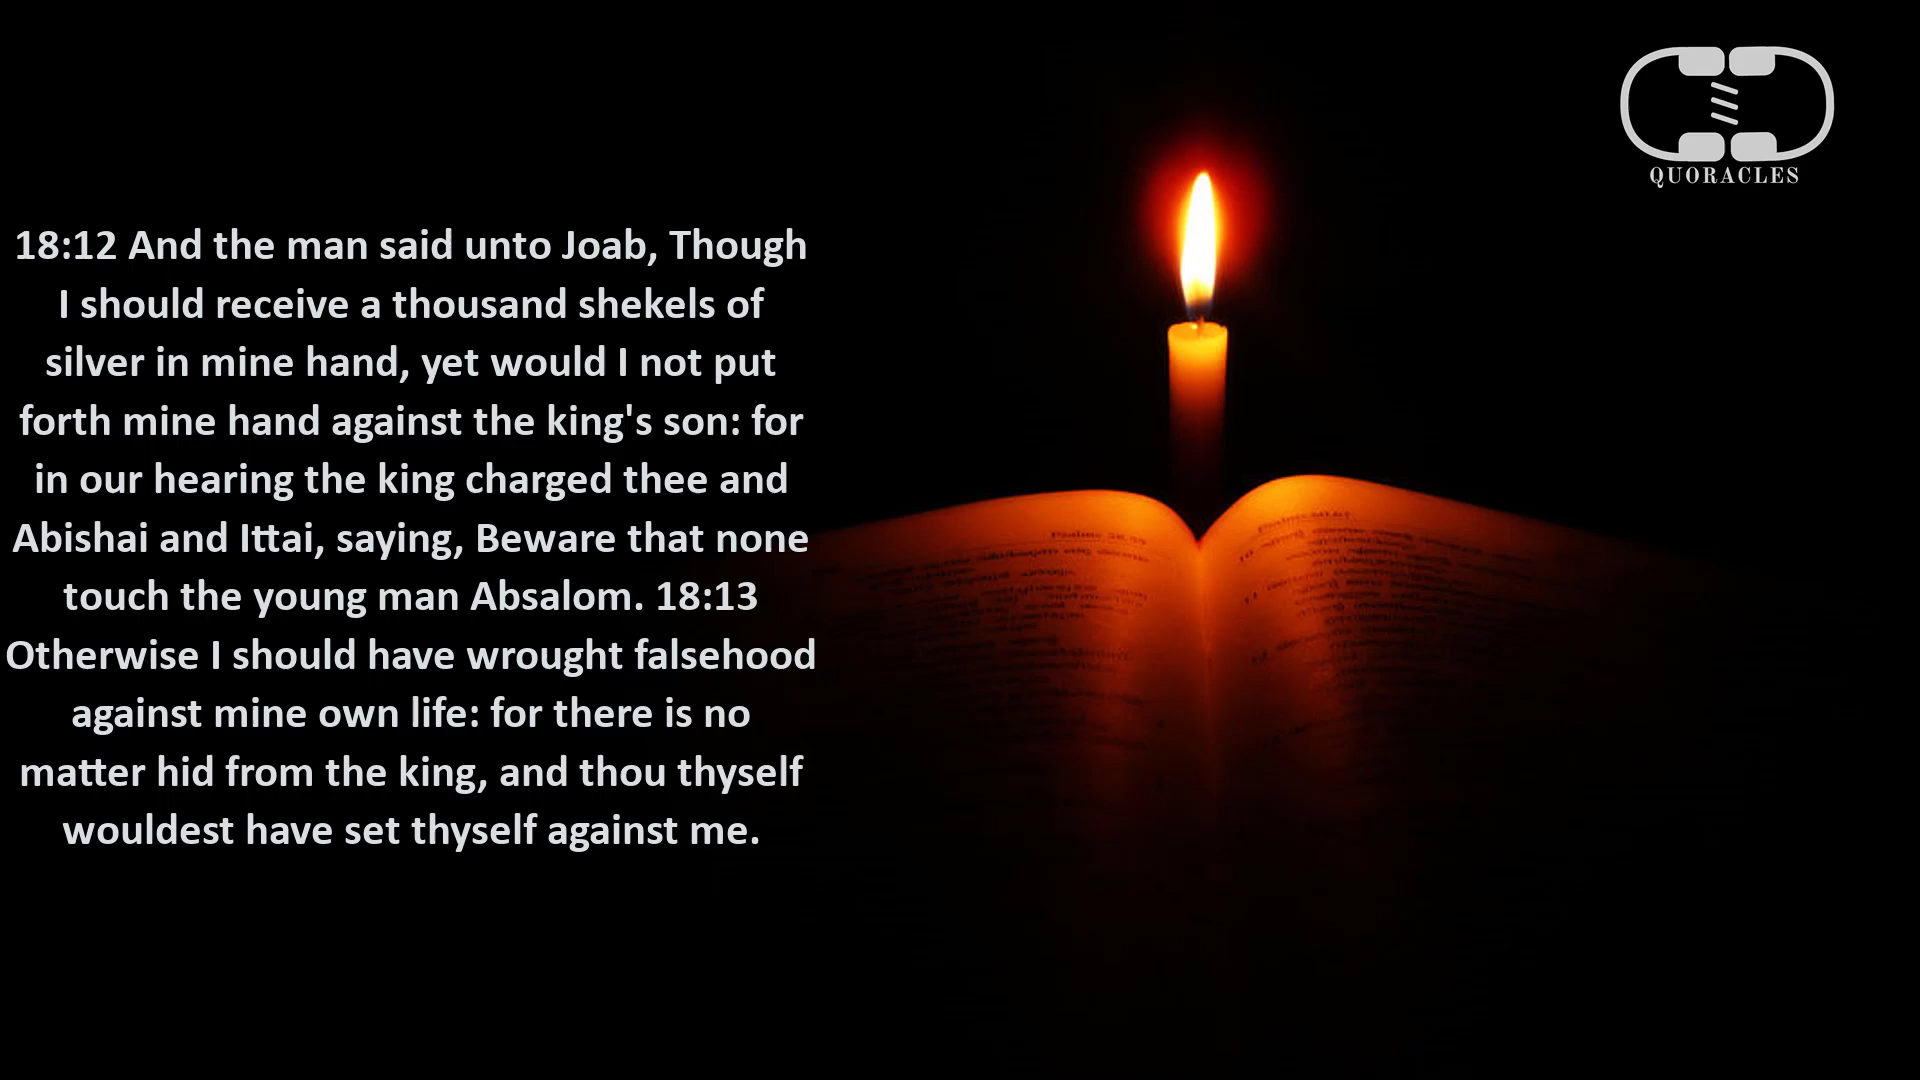 QUORACLES
18:12 And the man said unto Joab, Though
I should receive a thousand shekels of
silver in mine hand, yet would I not put
forth mine hand against the king's son: for
in our hearing the king charged thee and
Abishai and Ittai, saying, Beware that none
touch the young man Absalom. 18:13
Otherwise I should have wrought falsehood
against mine own life: for there is no
matter hid from the king, and thou thyself
wouldest have set thyself against me.